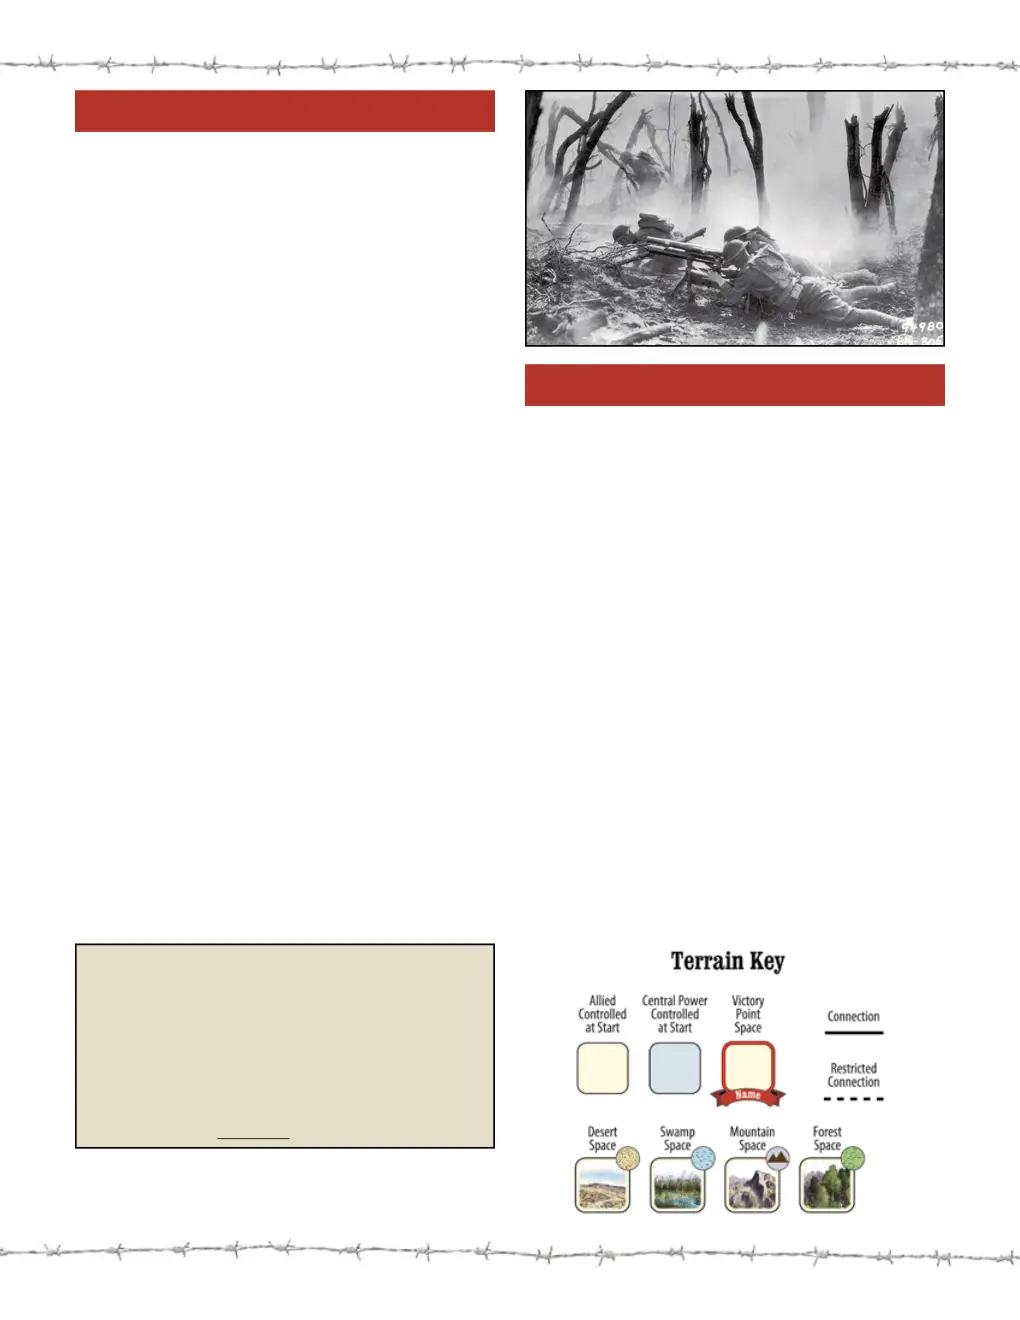 94980
Terrain Key
Allied
Controlled
at Start
Central Power
Controlled
at Start
Victory
Point
Space
Name
Connection
Restricted
Connection
Desert
Space
Swamp
Space
Mountain
Space
Forest
Space